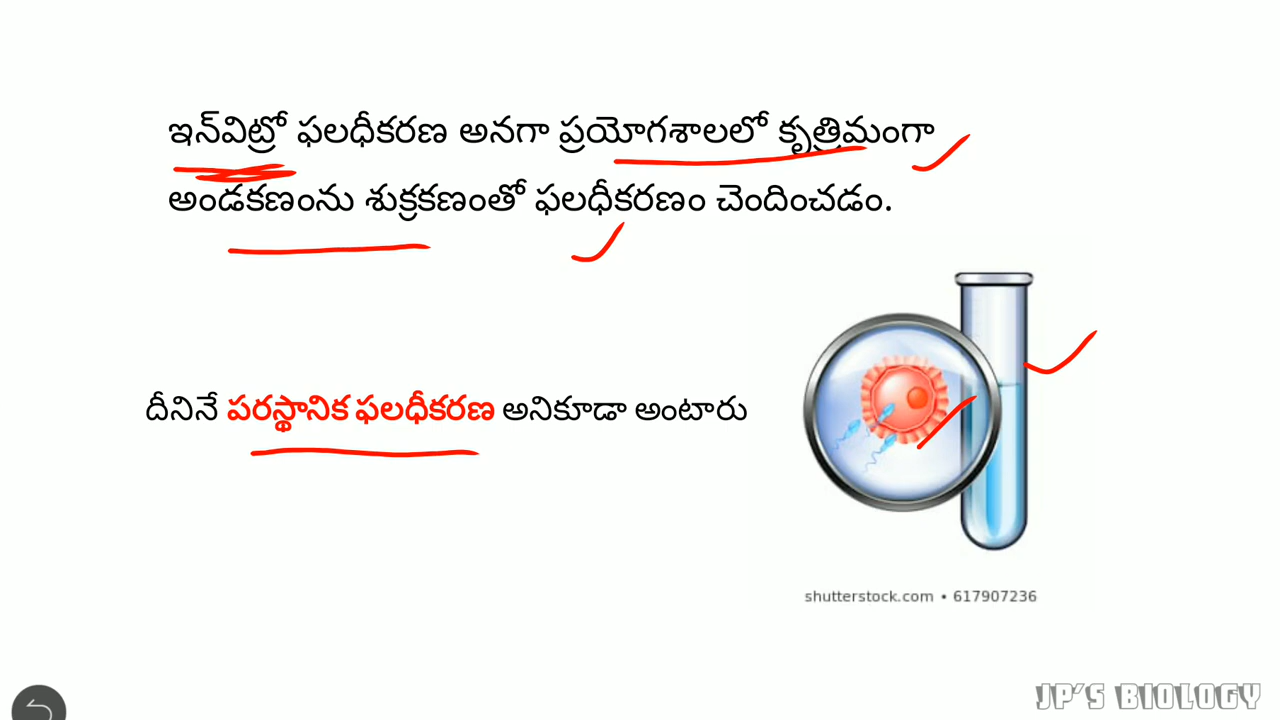 ఇన్‌విట్రో ఫలధీకరణ అనగా ప్రయోగశాలలో కృత్రిమంగా
అండకణంను శుక్రకణంతో ఫలధీకరణం చెందించడం.
దీనినే పరస్థానిక ఫలధీకరణ అనికూడా అంటారు
shutterstock.com • 617907236
JP'S BIOLOGY